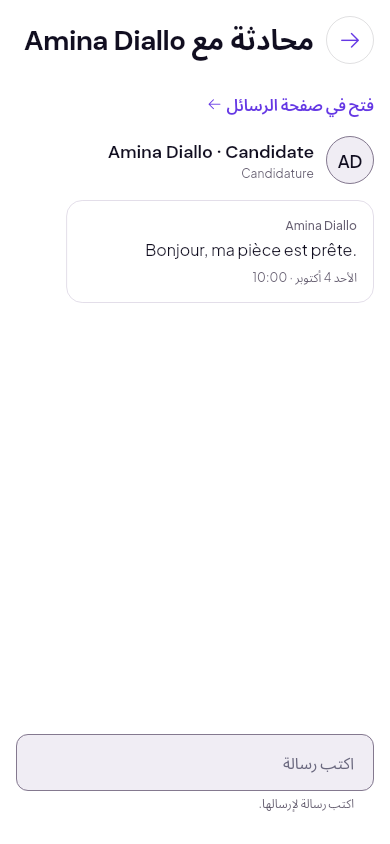 محادثة مع Amina Diallo
فتح في صفحة الرسائل
AD
Amina Diallo · Candidate
Candidature
Amina Diallo
Bonjour, ma pièce est prête.
الأحد 4 أكتوبر · 10:00
اكتب رسالة
اكتب رسالة لإرسالها.